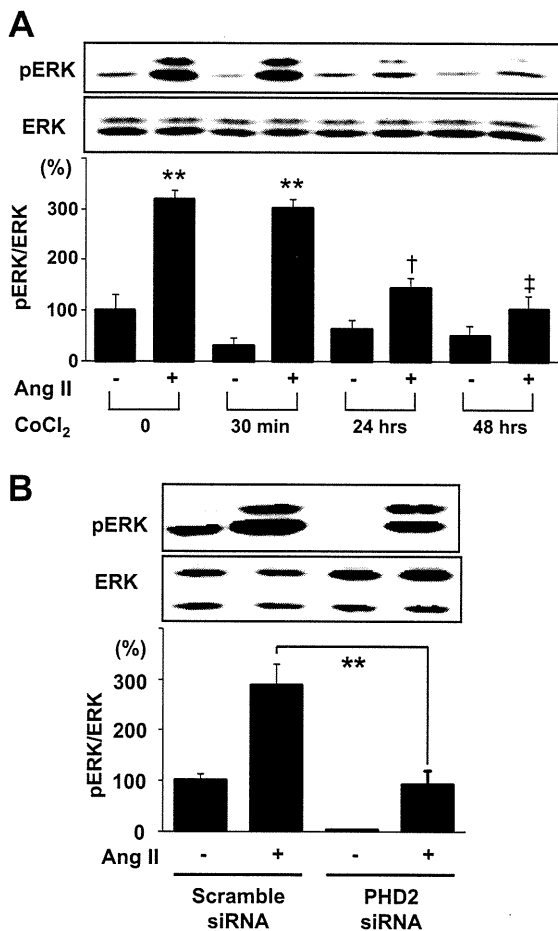 A
pERK
ERK
(%)
**
**
300
†
‡
200
100
0
pERK/ERK
Ang II - + - + - + - +
CoCl2 0 30 min 24 hrs 48 hrs
B
pERK
ERK
(%)
**
300
200
100
0
pERK/ERK
Ang II - + - +
Scramble siRNA
PHD2 siRNA